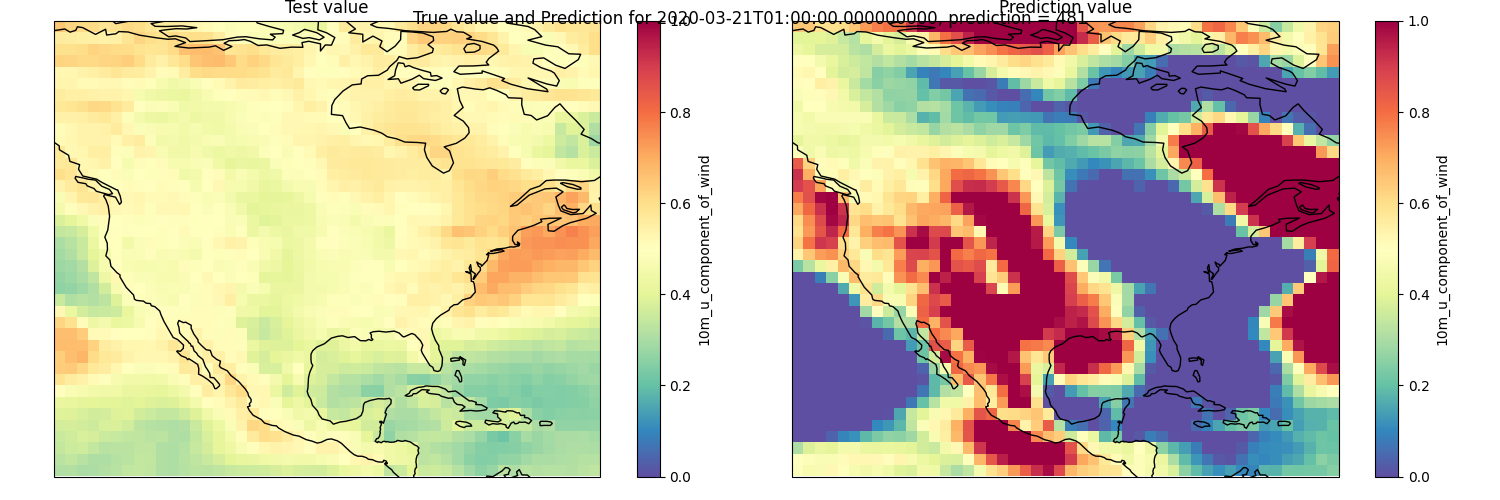 Test value
True value and Prediction for 2020-03-21T01:00:00.000000000 prediction = 481
Prediction value
1.0
0.8
0.6
0.4
0.2
0.0
10m_u_component_of_wind
1.0
0.8
0.6
0.4
0.2
0.0
10m_u_component_of_wind